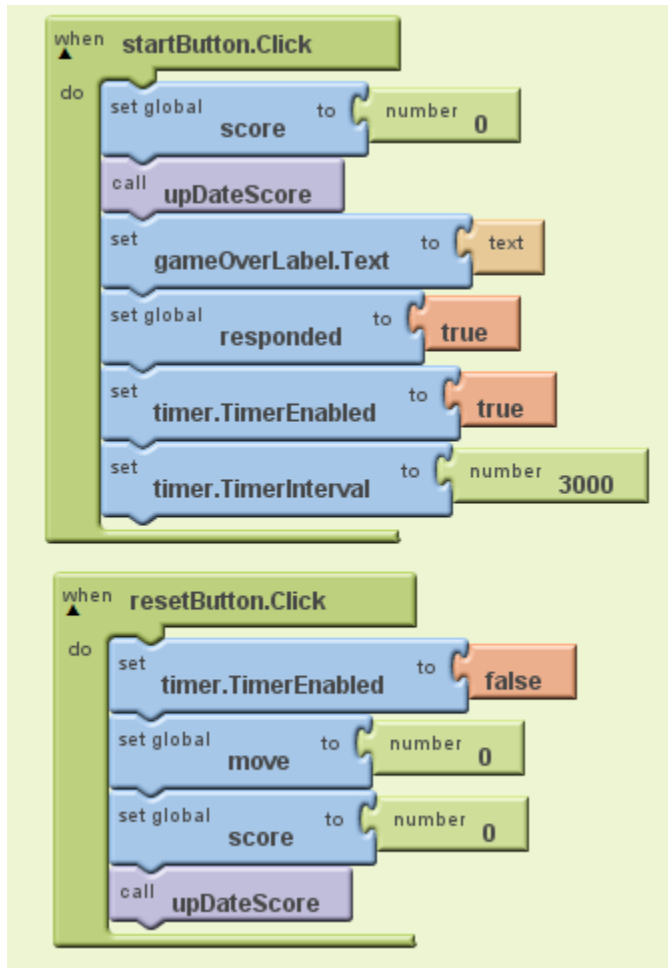 when startButton.Click
do
set global score to number 0
call upDateScore
set gameOverLabel.Text to text
set global responded to true
set timer.TimerEnabled to true
set timer.TimerInterval to number 3000
when resetButton.Click
do
set timer.TimerEnabled to false
set global move to number 0
set global score to number 0
call upDateScore